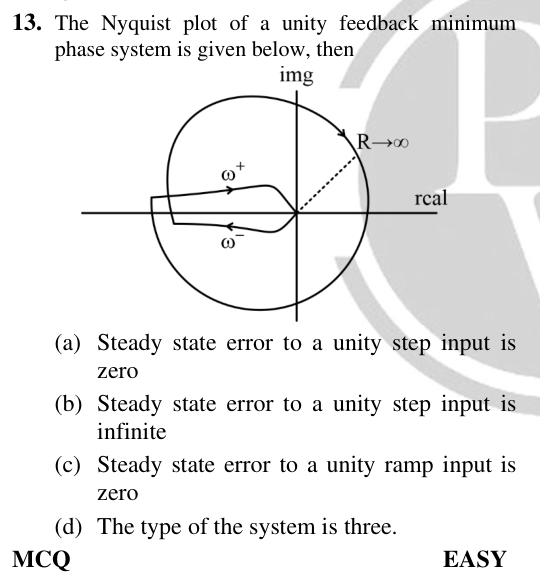 13. The Nyquist plot of a unity feedback minimum
phase system is given below, then
img
R→∞
ω⁺
rcal
ω⁻
(a) Steady state error to a unity step input is
zero
(b) Steady state error to a unity step input is
infinite
(c) Steady state error to a unity ramp input is
zero
(d) The type of the system is three.
MCQ EASY